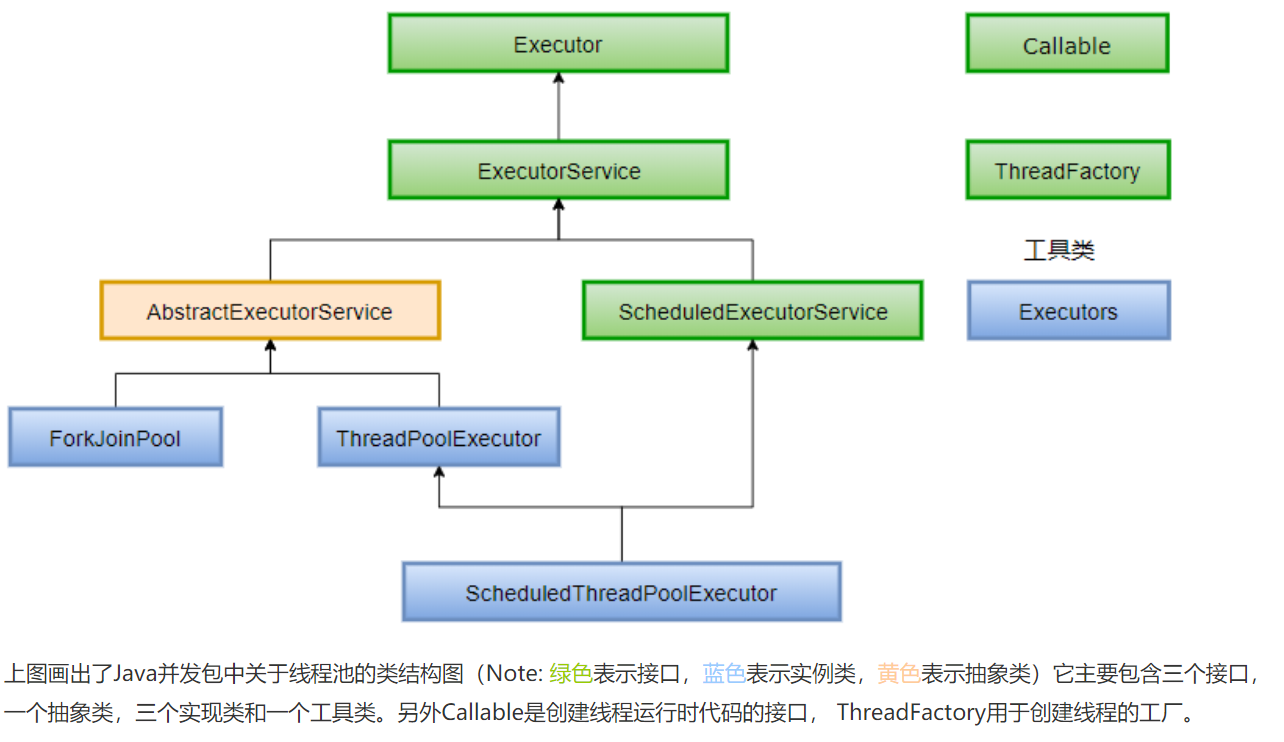 Executor
Callable
ExecutorService
ThreadFactory
工具类
AbstractExecutorService
ScheduledExecutorService
Executors
ForkJoinPool
ThreadPoolExecutor
ScheduledThreadPoolExecutor
上图画出了Java并发包中关于线程池的类结构图（Note: 绿色表示接口，蓝色表示实例类，黄色表示抽象类）它主要包含三个接口，
一个抽象类，三个实现类和一个工具类。另外Callable是创建线程运行时代码的接口， ThreadFactory用于创建线程的工厂。